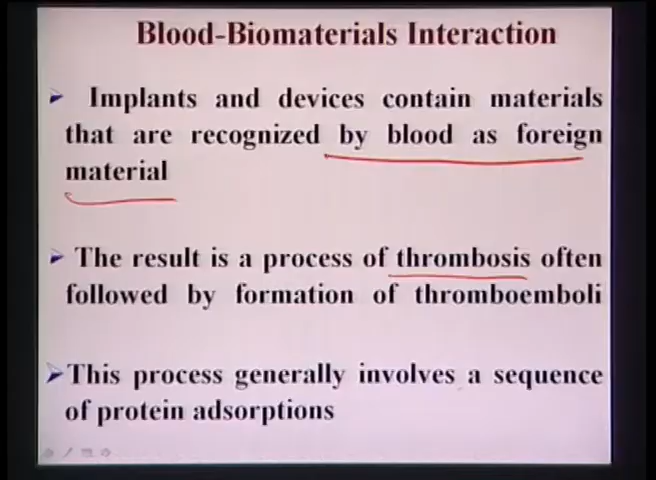 Blood-Biomaterials Interaction
Implants and devices contain materials
that are recognized by blood as foreign
material
The result is a process of thrombosis often
followed by formation of thromboemboli
This process generally involves a sequence
of protein adsorptions